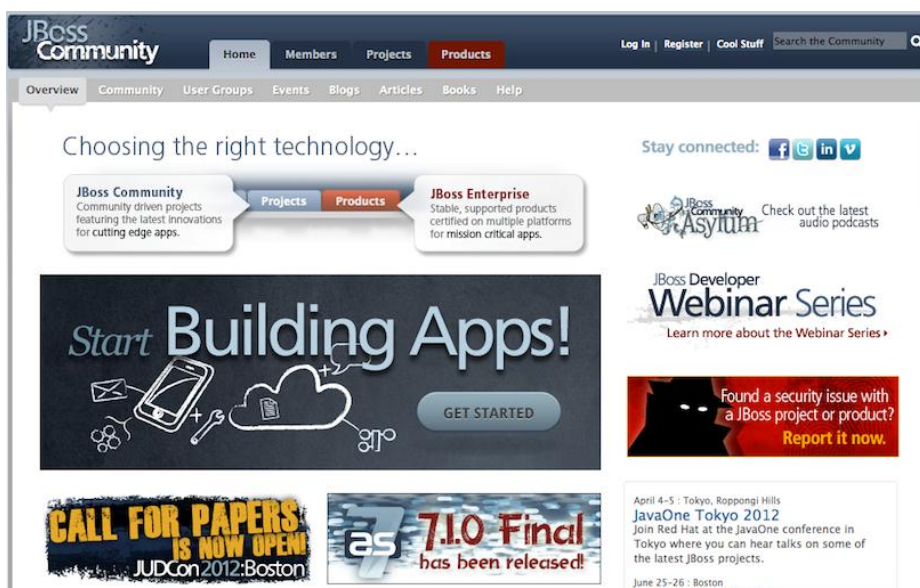 JBoss
Community
Home Members Projects Products
Log In | Register | Cool Stuff Search the Community
Overview Community User Groups Events Blogs Articles Books Help
Choosing the right technology...
JBoss Community
Community driven projects
featuring the latest innovations
for cutting edge apps.
Projects Products
JBoss Enterprise
Stable, supported products
certified on multiple platforms
for mission critical apps.
Start Building Apps!
GET STARTED
CALL FOR PAPERS
IS NOW OPEN!
JUDCon2012:Boston
as 7
7.1.0 Final
has been released!
Stay connected: f t in v
JBoss
Community
Asylum
Check out the latest
audio podcasts
JBoss Developer
Webinar Series
Learn more about the Webinar Series
Found a security issue with
a JBoss project or product?
Report it now.
April 4-5 : Tokyo, Roppongi Hills
JavaOne Tokyo 2012
Join Red Hat at the JavaOne conference in
Tokyo where you can hear talks on some of
the latest JBoss projects.
June 25-26 : Boston